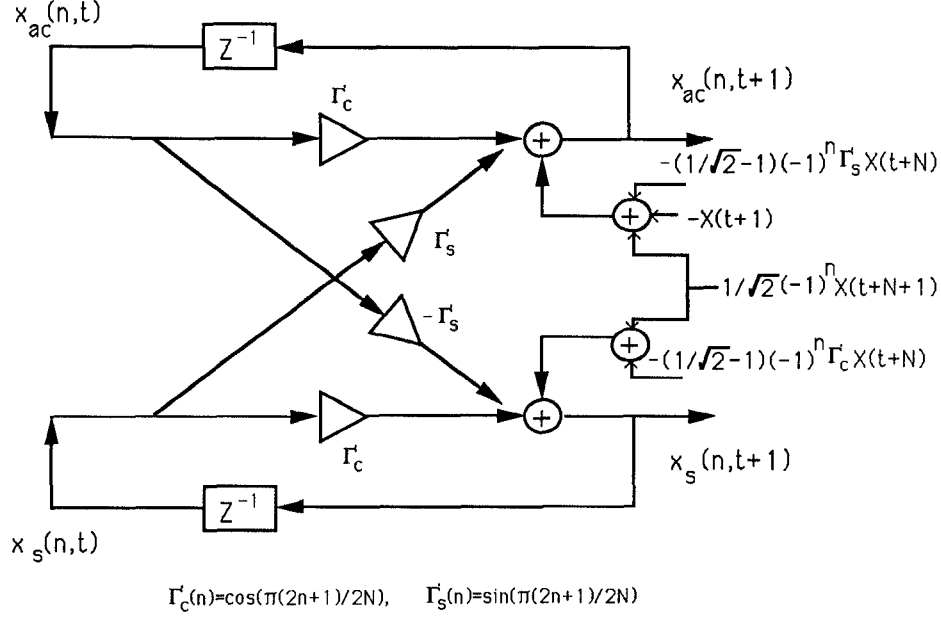 x_ac(n,t)
Z^-1
Γ'_c
x_ac(n,t+1)
+
-(1/√2-1)(-1)^n Γ'_s X(t+N)
+
-X(t+1)
Γ'_s
1/√2(-1)^n X(t+N+1)
-Γ'_s
+
-(1/√2-1)(-1)^n Γ'_c X(t+N)
+
Γ'_c
x_s(n,t+1)
Z^-1
x_s(n,t)
Γ'_c(n)=cos(π(2n+1)/2N), Γ'_s(n)=sin(π(2n+1)/2N)